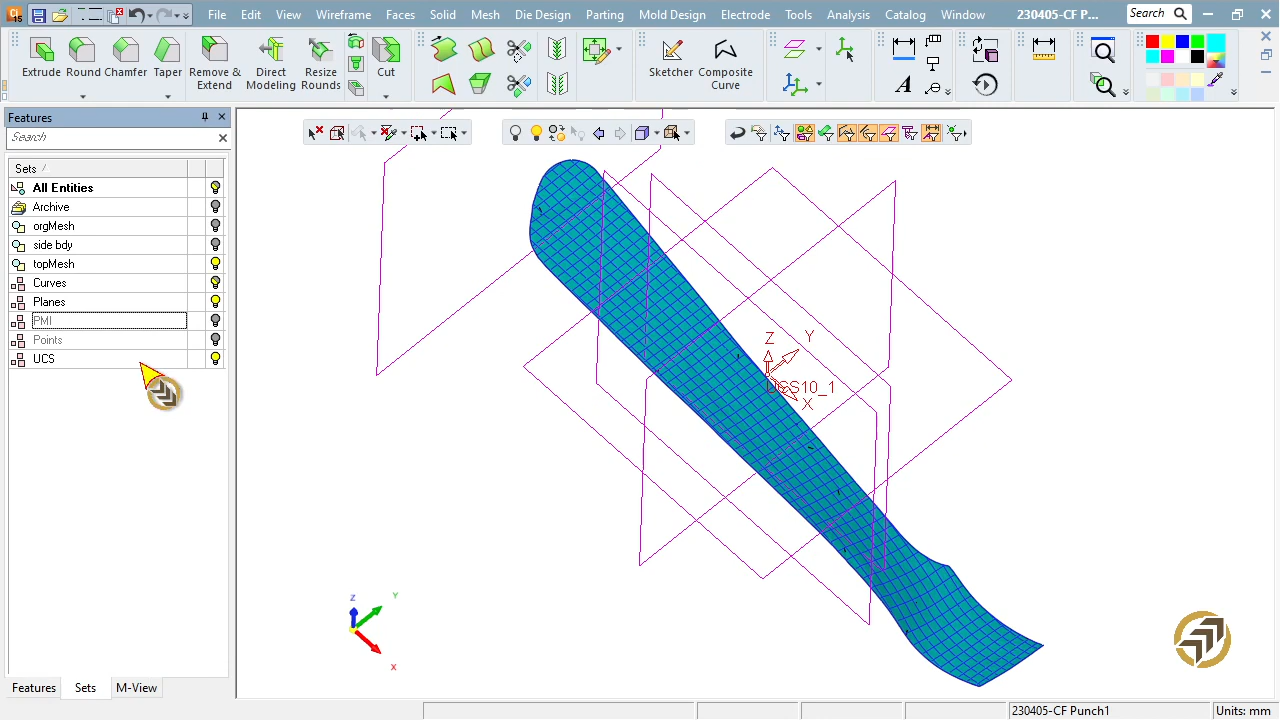 File Edit View Wireframe Faces Solid Mesh Die Design Parting Mold Design Electrode Tools Analysis Catalog Window 230405-CF P... Search
Extrude Round Chamfer Taper Remove & Extend Direct Modeling Resize Rounds Cut Sketcher Composite Curve
Features
Search
Sets
All Entities
Archive
orgMesh
side bdy
topMesh
Curves
Planes
PMI
Points
UCS
Z Y
UCS10_1
X
Z Y
X
Features Sets M-View
230405-CF Punch1 Units: mm